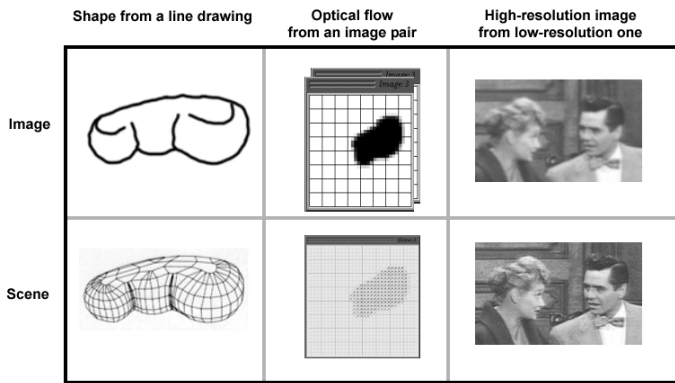 Shape from a line drawing
Optical flow
from an image pair
High-resolution image
from low-resolution one
Image
Scene